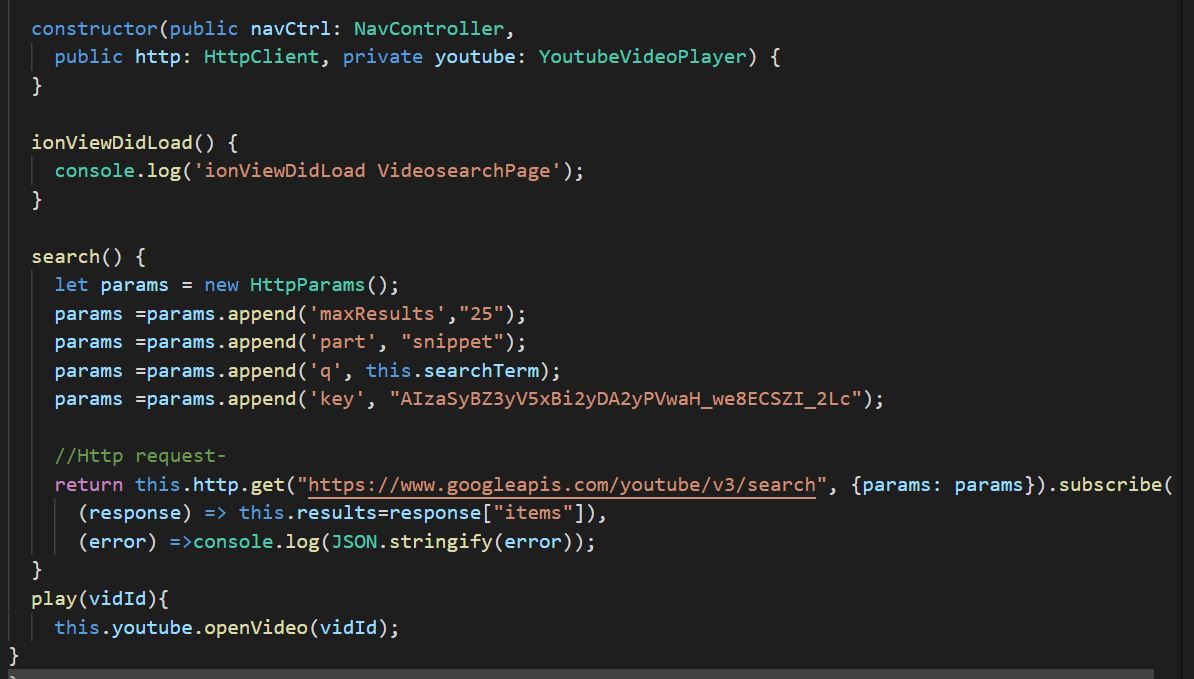 constructor(public navCtrl: NavController,
public http: HttpClient, private youtube: YoutubeVideoPlayer) {
}
ionViewDidLoad() {
console.log('ionViewDidLoad VideosearchPage');
}
search() {
let params = new HttpParams();
params =params.append('maxResults',"25");
params =params.append('part', "snippet");
params =params.append('q', this.searchTerm);
params =params.append('key', "AIzaSyBZ3yV5xBi2yDA2yPVwaH_we8ECSZI_2Lc");
//Http request-
return this.http.get("https://www.googleapis.com/youtube/v3/search", {params: params}).subscribe(
(response) => this.results=response["items"]),
(error) =>console.log(JSON.stringify(error));
}
play(vidId){
this.youtube.openVideo(vidId);
}